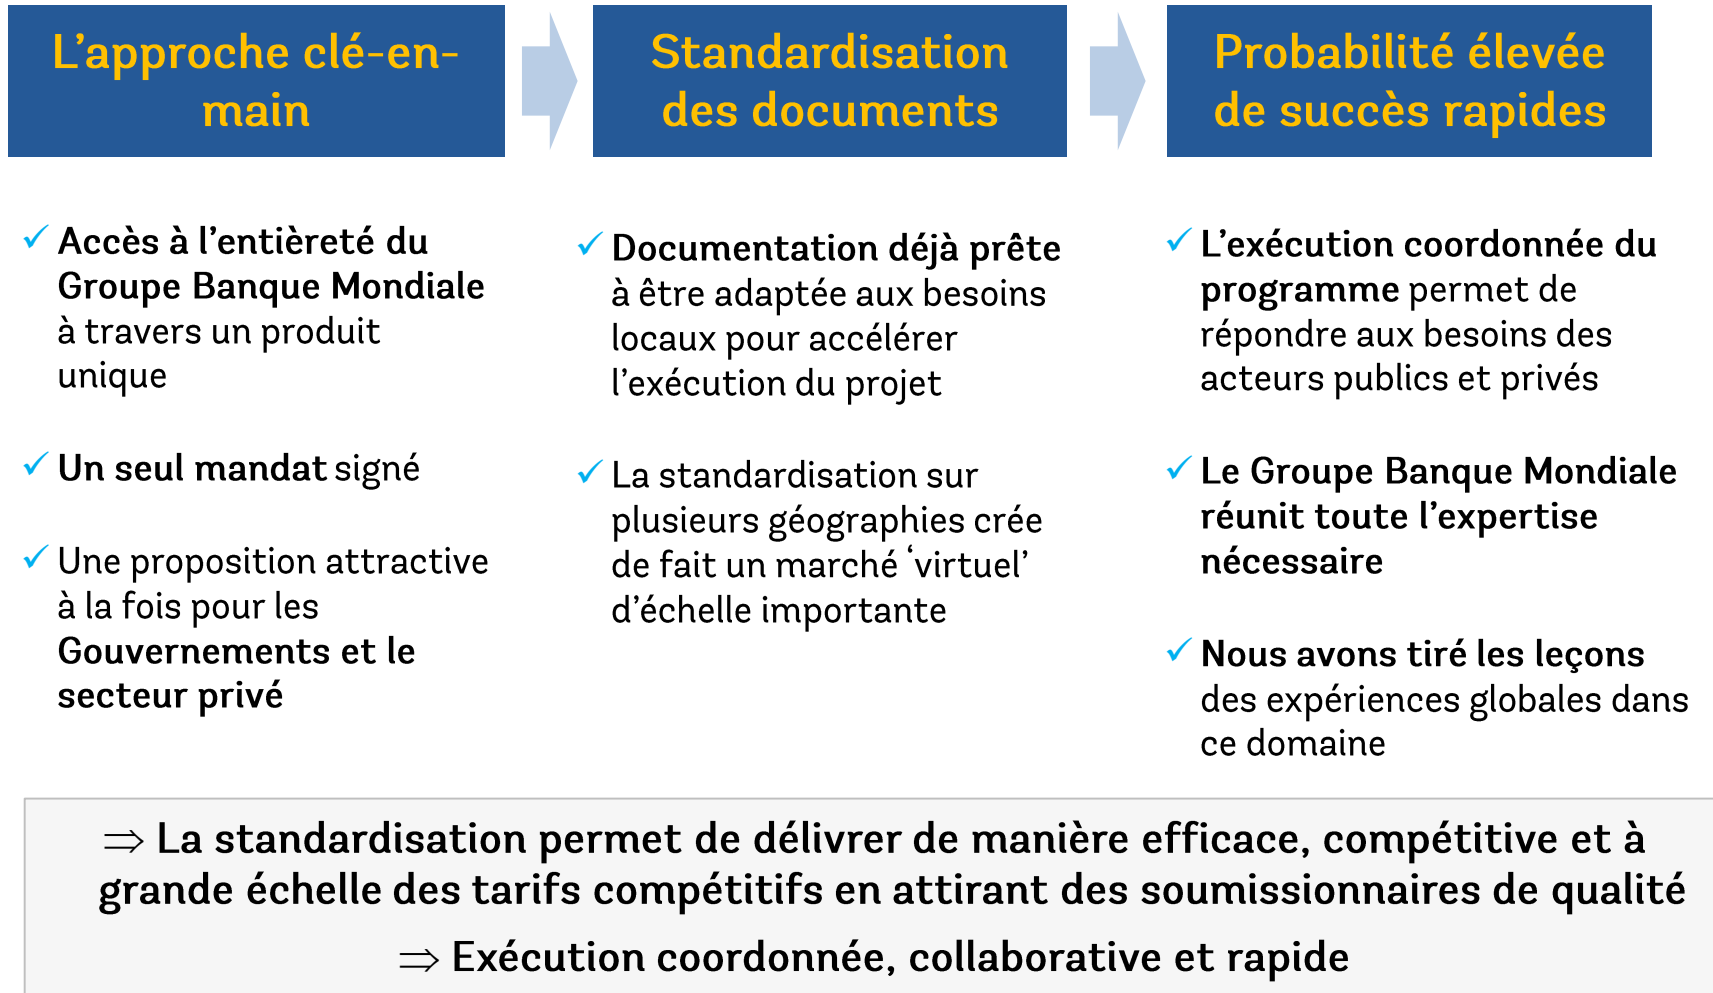 L’approche clé-en-
main
Standardisation
des documents
Probabilité élevée
de succès rapides
✓ Accès à l’entièreté du
Groupe Banque Mondiale
à travers un produit
unique
✓ Un seul mandat signé
✓ Une proposition attractive
à la fois pour les
Gouvernements et le
secteur privé
✓ Documentation déjà prête
à être adaptée aux besoins
locaux pour accélérer
l’exécution du projet
✓ La standardisation sur
plusieurs géographies crée
de fait un marché ‘virtuel’
d’échelle importante
✓ L’exécution coordonnée du
programme permet de
répondre aux besoins des
acteurs publics et privés
✓ Le Groupe Banque Mondiale
réunit toute l’expertise
nécessaire
✓ Nous avons tiré les leçons
des expériences globales dans
ce domaine
⇒ La standardisation permet de délivrer de manière efficace, compétitive et à
grande échelle des tarifs compétitifs en attirant des soumissionnaires de qualité
⇒ Exécution coordonnée, collaborative et rapide